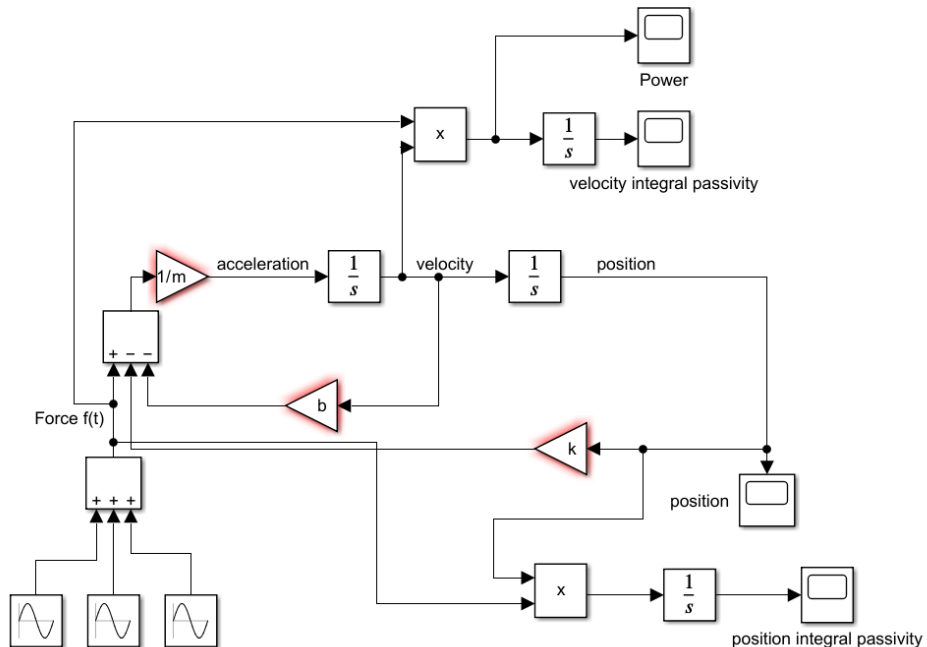 Power
x
1
s
velocity integral passivity
1/m
acceleration
1
s
velocity
1
s
position
+ − −
b
Force f(t)
k
+ + +
position
x
1
s
position integral passivity